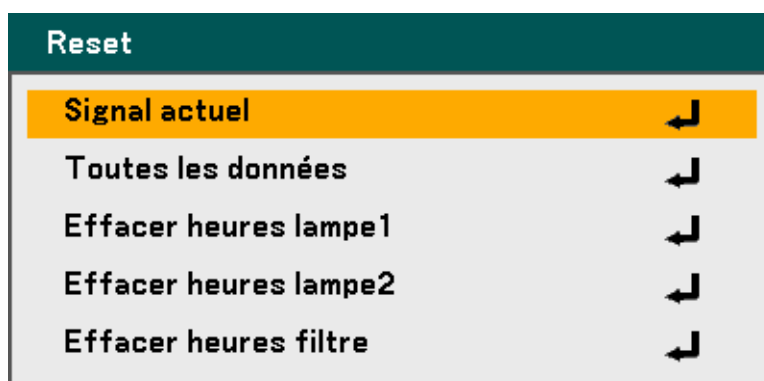 Reset
Signal actuel
Toutes les données
Effacer heures lampe1
Effacer heures lampe2
Effacer heures filtre